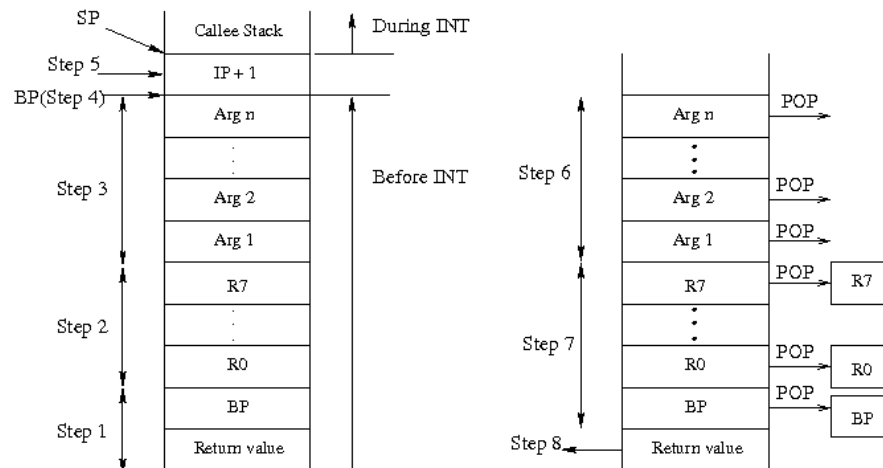 SP
Callee Stack
During INT
Step 5
IP + 1
BP(Step 4)
Arg n
Step 3
Arg 2
Before INT
Arg 1
R7
Step 2
R0
BP
Step 1
Return value
Arg n
POP
Step 6
Arg 2
POP
Arg 1
POP
R7
POP
R7
Step 7
R0
POP
R0
BP
POP
BP
Step 8
Return value